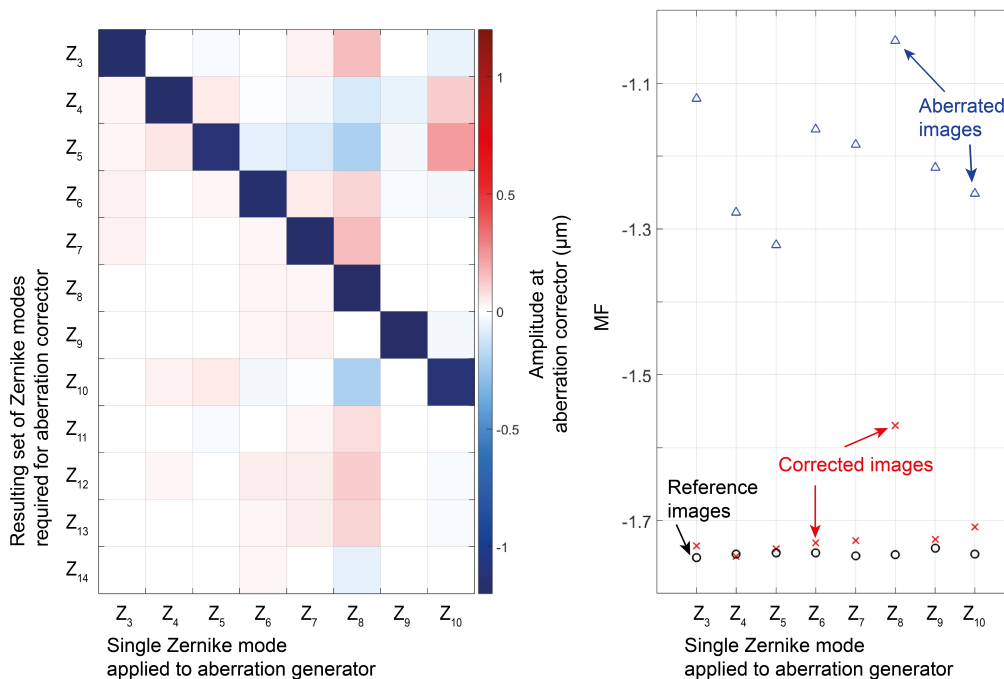 Resulting set of Zernike modes
required for aberration corrector
Z3
Z4
Z5
Z6
Z7
Z8
Z9
Z10
Z11
Z12
Z13
Z14
Z3 Z4 Z5 Z6 Z7 Z8 Z9 Z10
Single Zernike mode
applied to aberration generator
1
0.5
0
-0.5
-1
Amplitude at
aberration corrector (μm)
MF
-1.1
-1.3
-1.5
-1.7
Aberrated
images
Corrected images
Reference
images
Z3 Z4 Z5 Z6 Z7 Z8 Z9 Z10
Single Zernike mode
applied to aberration generator